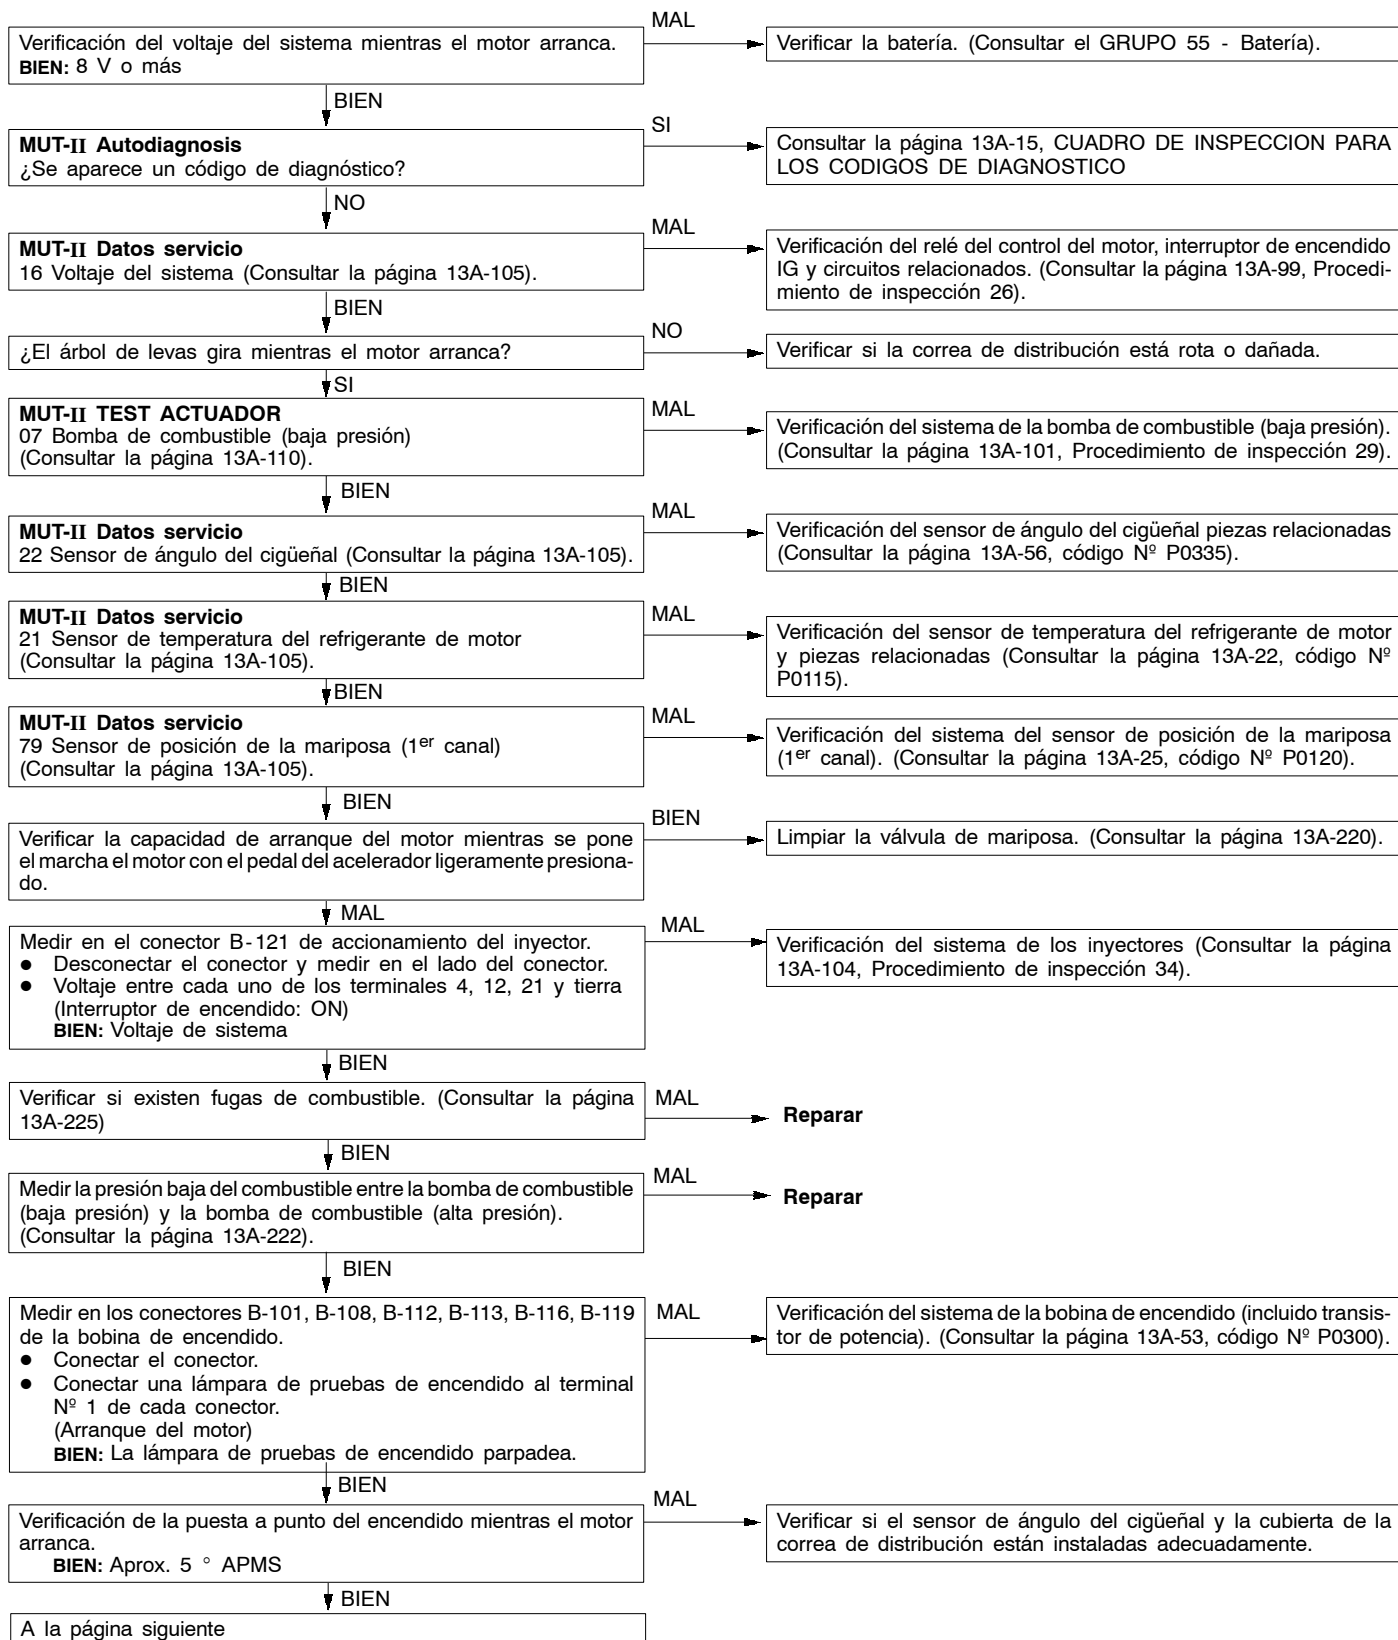 MAL
Verificación del voltaje del sistema mientras el motor arranca.
BIEN: 8 V o más
Verificar la batería. (Consultar el GRUPO 55 - Batería).
BIEN
SI
MUT-II Autodiagnosis
¿Se aparece un código de diagnóstico?
Consultar la página 13A-15, CUADRO DE INSPECCION PARA
LOS CODIGOS DE DIAGNOSTICO
NO
MAL
MUT-II Datos servicio
16 Voltaje del sistema (Consultar la página 13A-105).
Verificación del relé del control del motor, interruptor de encendido
IG y circuitos relacionados. (Consultar la página 13A-99, Procedi-
miento de inspección 26).
BIEN
NO
¿El árbol de levas gira mientras el motor arranca?
Verificar si la correa de distribución está rota o dañada.
SI
MAL
MUT-II TEST ACTUADOR
07 Bomba de combustible (baja presión)
(Consultar la página 13A-110).
Verificación del sistema de la bomba de combustible (baja presión).
(Consultar la página 13A-101, Procedimiento de inspección 29).
BIEN
MAL
MUT-II Datos servicio
22 Sensor de ángulo del cigüeñal (Consultar la página 13A-105).
Verificación del sensor de ángulo del cigüeñal piezas relacionadas
(Consultar la página 13A-56, código Nº P0335).
BIEN
MAL
MUT-II Datos servicio
21 Sensor de temperatura del refrigerante de motor
(Consultar la página 13A-105).
Verificación del sensor de temperatura del refrigerante de motor
y piezas relacionadas (Consultar la página 13A-22, código Nº
P0115).
BIEN
MAL
MUT-II Datos servicio
79 Sensor de posición de la mariposa (1er canal)
(Consultar la página 13A-105).
Verificación del sistema del sensor de posición de la mariposa
(1er canal). (Consultar la página 13A-25, código Nº P0120).
BIEN
BIEN
Verificar la capacidad de arranque del motor mientras se pone
el marcha el motor con el pedal del acelerador ligeramente presiona-
do.
Limpiar la válvula de mariposa. (Consultar la página 13A-220).
MAL
MAL
Medir en el conector B-121 de accionamiento del inyector.
● Desconectar el conector y medir en el lado del conector.
● Voltaje entre cada uno de los terminales 4, 12, 21 y tierra
(Interruptor de encendido: ON)
BIEN: Voltaje de sistema
Verificación del sistema de los inyectores (Consultar la página
13A-104, Procedimiento de inspección 34).
BIEN
MAL
Verificar si existen fugas de combustible. (Consultar la página
13A-225)
Reparar
BIEN
MAL
Medir la presión baja del combustible entre la bomba de combustible
(baja presión) y la bomba de combustible (alta presión).
(Consultar la página 13A-222).
Reparar
BIEN
MAL
Medir en los conectores B-101, B-108, B-112, B-113, B-116, B-119
de la bobina de encendido.
● Conectar el conector.
● Conectar una lámpara de pruebas de encendido al terminal
Nº 1 de cada conector.
(Arranque del motor)
BIEN: La lámpara de pruebas de encendido parpadea.
Verificación del sistema de la bobina de encendido (incluido transis-
tor de potencia). (Consultar la página 13A-53, código Nº P0300).
BIEN
MAL
Verificación de la puesta a punto del encendido mientras el motor
arranca.
BIEN: Aprox. 5 ° APMS
Verificar si el sensor de ángulo del cigüeñal y la cubierta de la
correa de distribución están instaladas adecuadamente.
BIEN
A la página siguiente